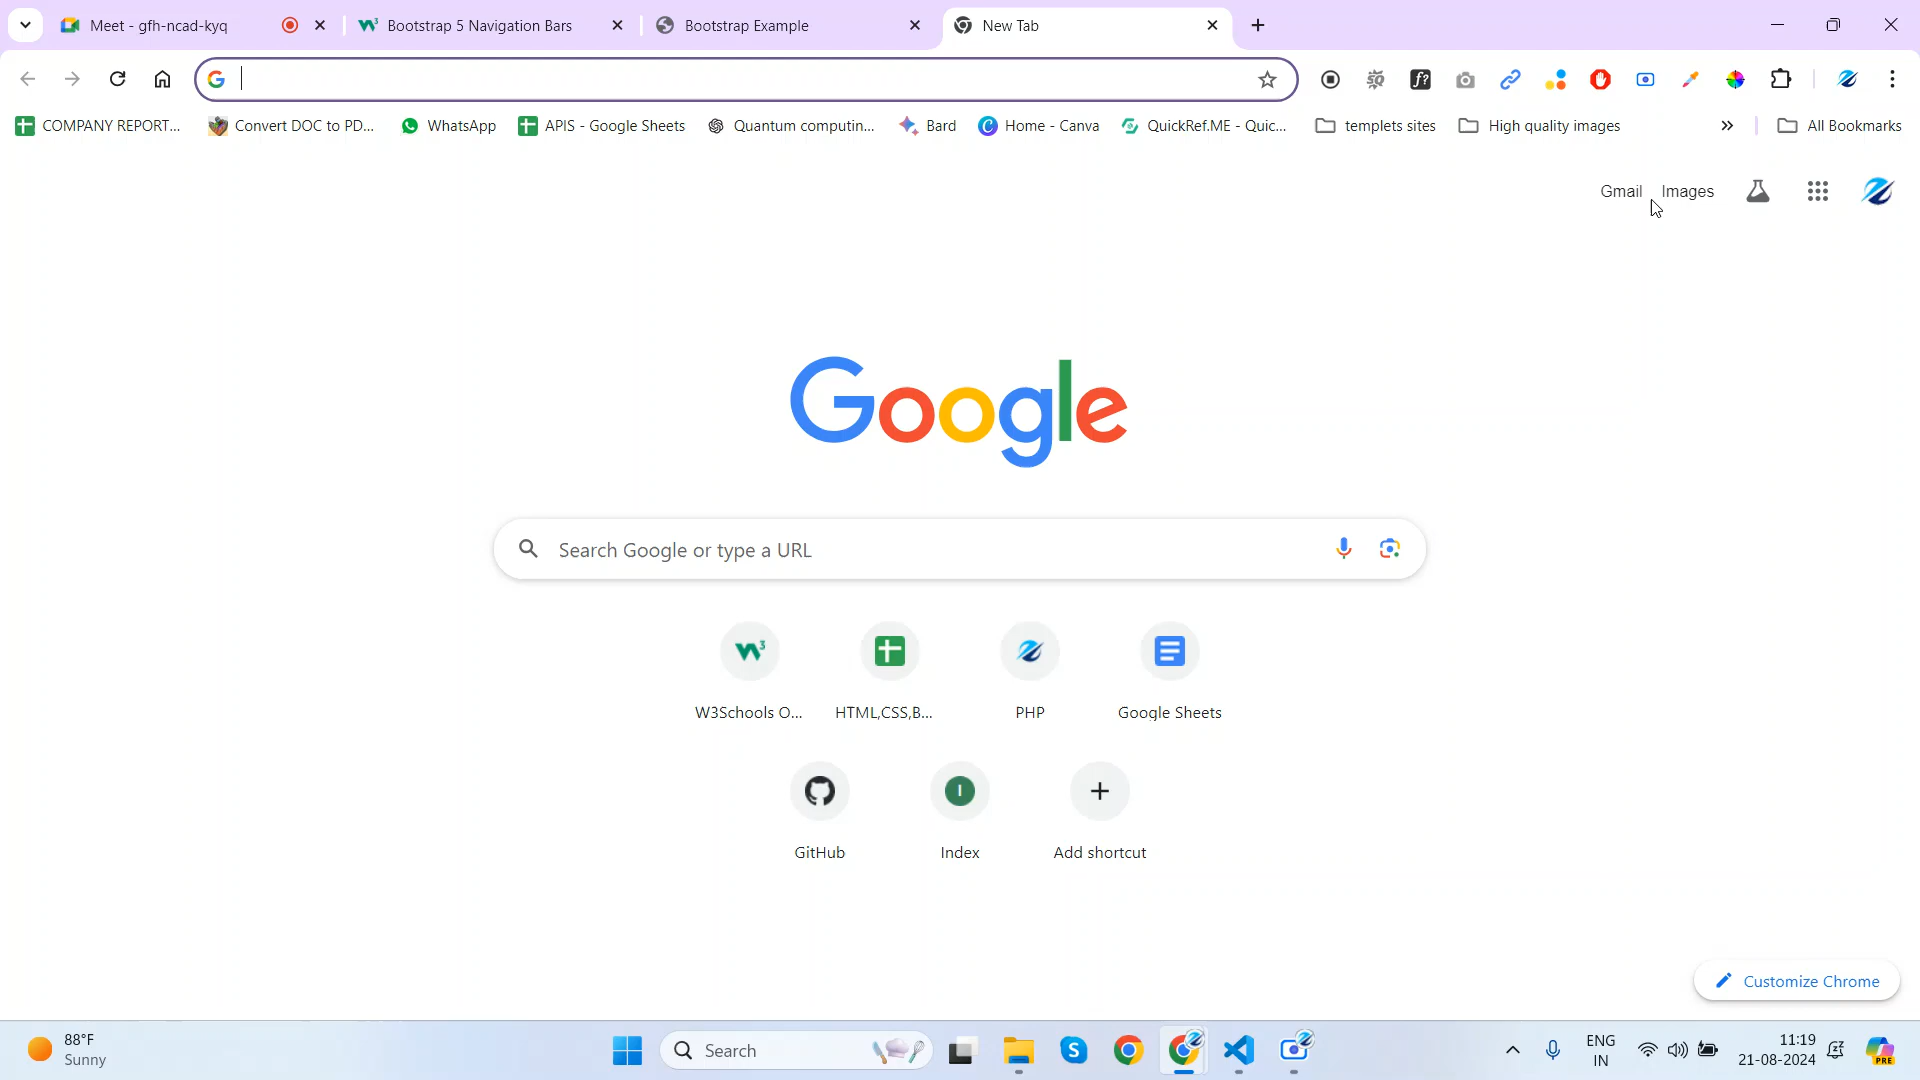 Meet - gfh-ncad-kyq
Bootstrap 5 Navigation Bars
Bootstrap Example
New Tab
COMPANY REPORT...
Convert DOC to PD...
WhatsApp
APIS - Google Sheets
Quantum computin...
Bard
Home - Canva
QuickRef.ME - Quic...
templets sites
High quality images
All Bookmarks
Gmail
Images
Google
Search Google or type a URL
W3Schools O...
HTML,CSS,B...
PHP
Google Sheets
GitHub
I
Index
Add shortcut
Customize Chrome
88°F
Sunny
Search
ENG
IN
11:19
21-08-2024
PRE